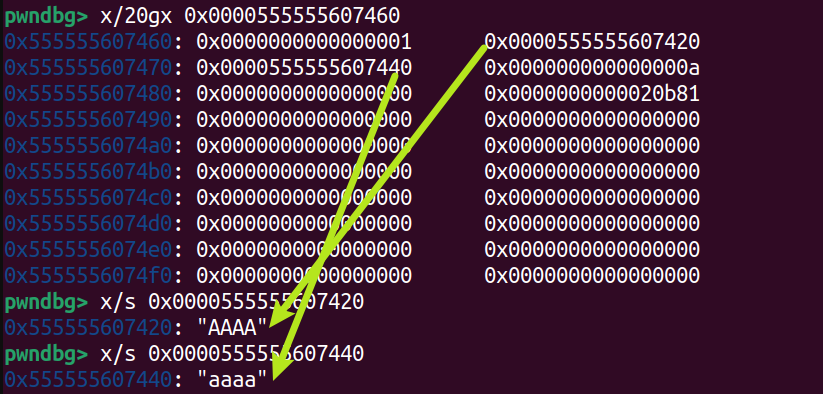 pwndbg> x/20gx 0x0000555555607460
0x555555607460: 0x0000000000000001 0x0000555555607420
0x555555607470: 0x0000555555607440 0x000000000000000a
0x555555607480: 0x0000000000000000 0x0000000000020b81
0x555555607490: 0x0000000000000000 0x0000000000000000
0x5555556074a0: 0x0000000000000000 0x0000000000000000
0x5555556074b0: 0x0000000000000000 0x0000000000000000
0x5555556074c0: 0x0000000000000000 0x0000000000000000
0x5555556074d0: 0x0000000000000000 0x0000000000000000
0x5555556074e0: 0x0000000000000000 0x0000000000000000
0x5555556074f0: 0x0000000000000000 0x0000000000000000
pwndbg> x/s 0x0000555555607420
0x555555607420: "AAAA"
pwndbg> x/s 0x0000555555607440
0x555555607440: "aaaa"